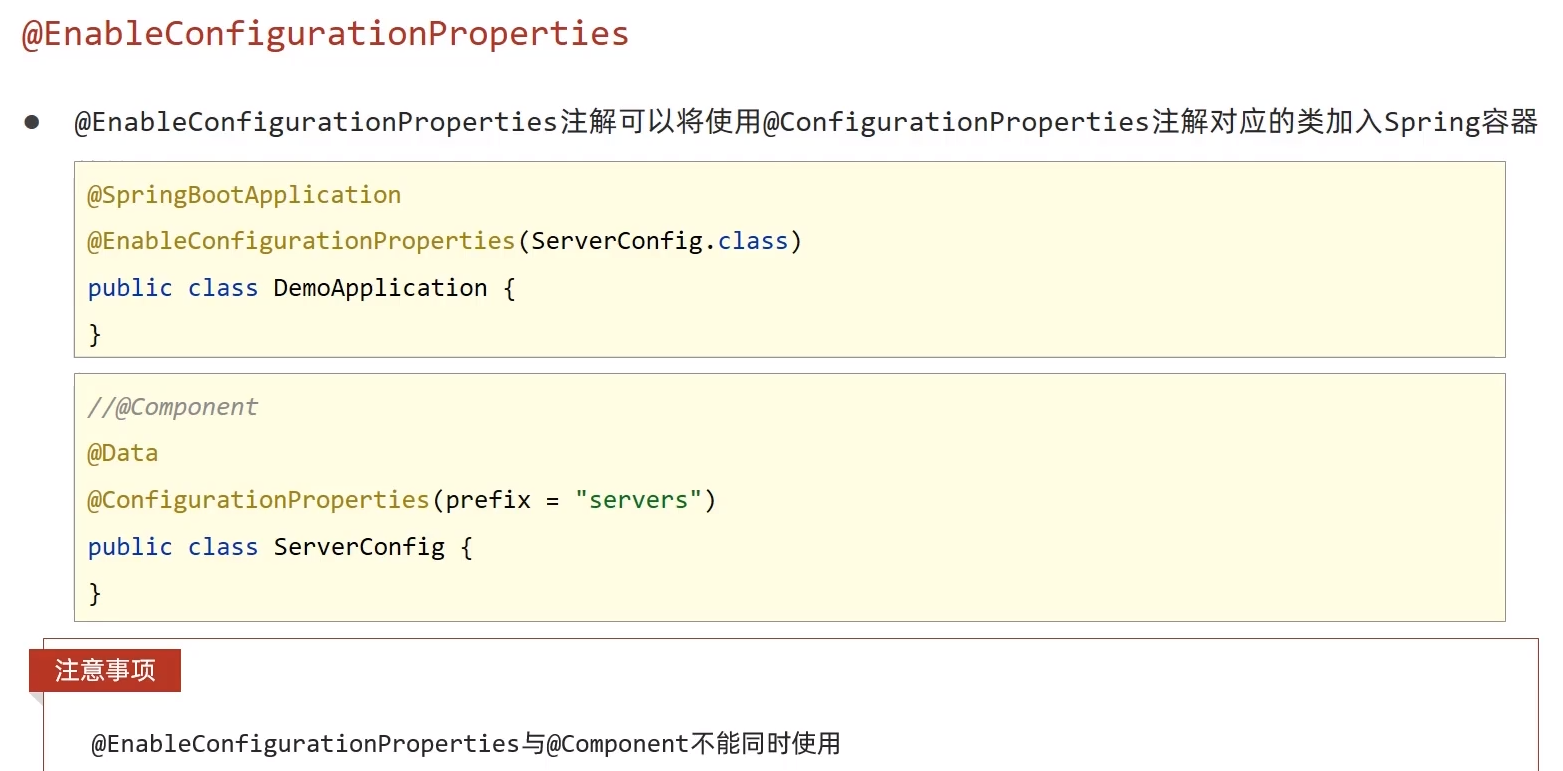 @EnableConfigurationProperties
● @EnableConfigurationProperties注解可以将使用@ConfigurationProperties注解对应的类加入Spring容器
@SpringBootApplication
@EnableConfigurationProperties(ServerConfig.class)
public class DemoApplication {
}
//@Component
@Data
@ConfigurationProperties(prefix = "servers")
public class ServerConfig {
}
注意事项
@EnableConfigurationProperties与@Component不能同时使用